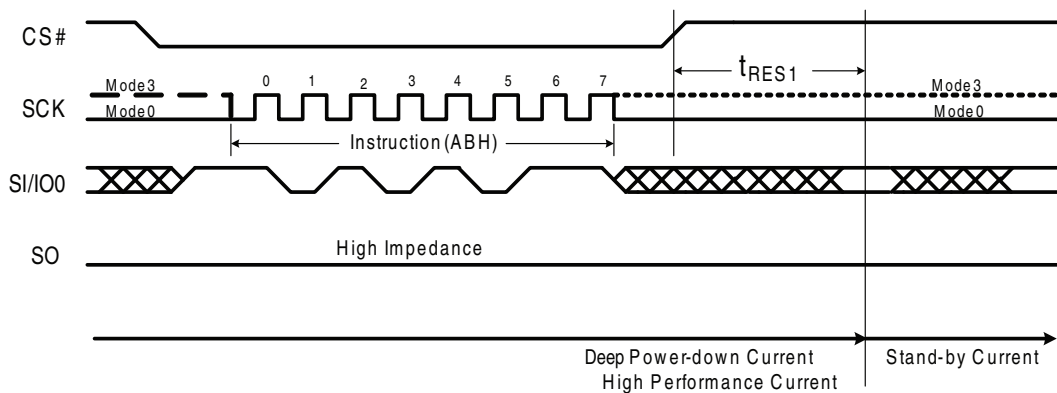 CS#
tRES1
SCK
Mode3
Mode0
0 1 2 3 4 5 6 7
Mode3
Mode0
Instruction (ABH)
SI/IO0
SO
High Impedance
Deep Power-down Current
High Performance Current
Stand-by Current